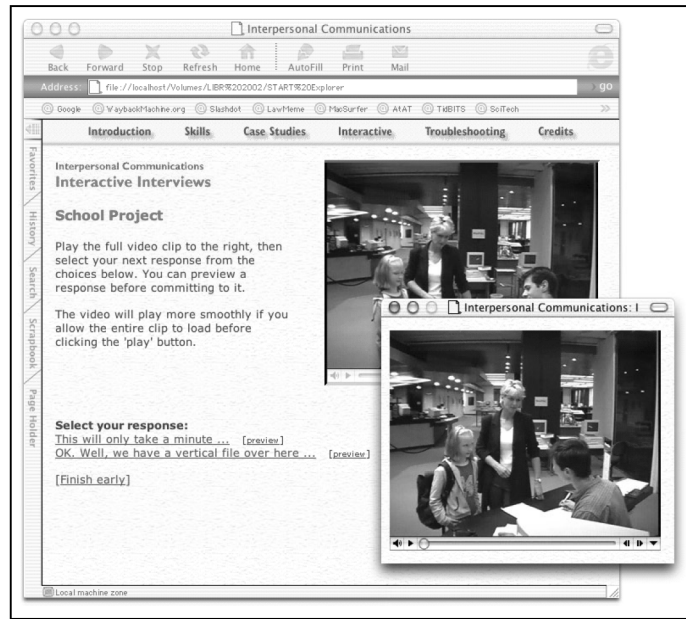 Interpersonal Communications
Back Forward Stop Refresh Home AutoFill Print Mail
Address: file://localhost/Volumes/LIBR%202002/START%20Explorer go
Google WaybackMachine.org Slashdot LawMeme MacSurfer AtAT TidBITS SciTech
Introduction Skills Case Studies Interactive Troubleshooting Credits
Favorites
History
Search
Scrapbook
Page Holder
Interpersonal Communications
Interactive Interviews
School Project
Play the full video clip to the right, then
select your next response from the
choices below. You can preview a
response before committing to it.
The video will play more smoothly if you
allow the entire clip to load before
clicking the 'play' button.
Select your response:
This will only take a minute ... [preview]
OK. Well, we have a vertical file over here ... [preview]
[Finish early]
Interpersonal Communications: I
Local machine zone